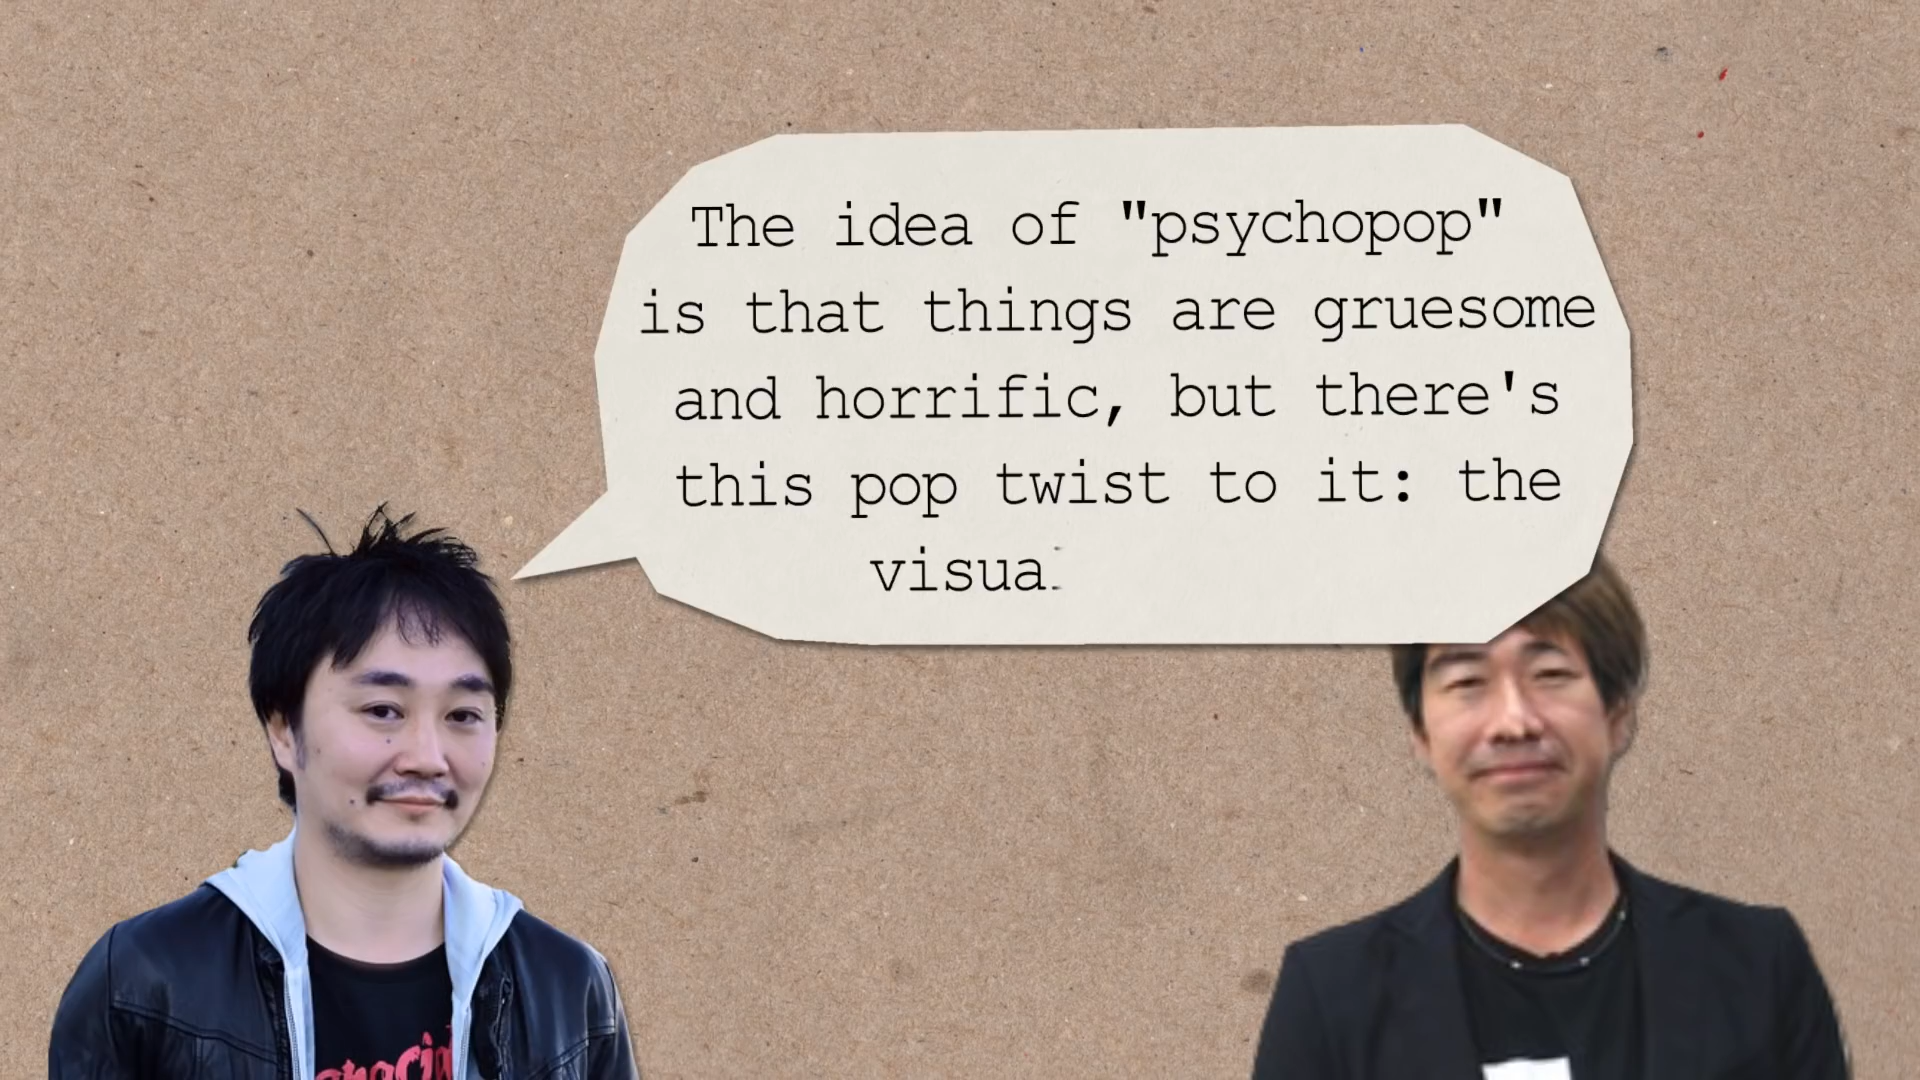 The idea of "psychopop"
is that things are gruesome
and horrific, but there's
this pop twist to it: the